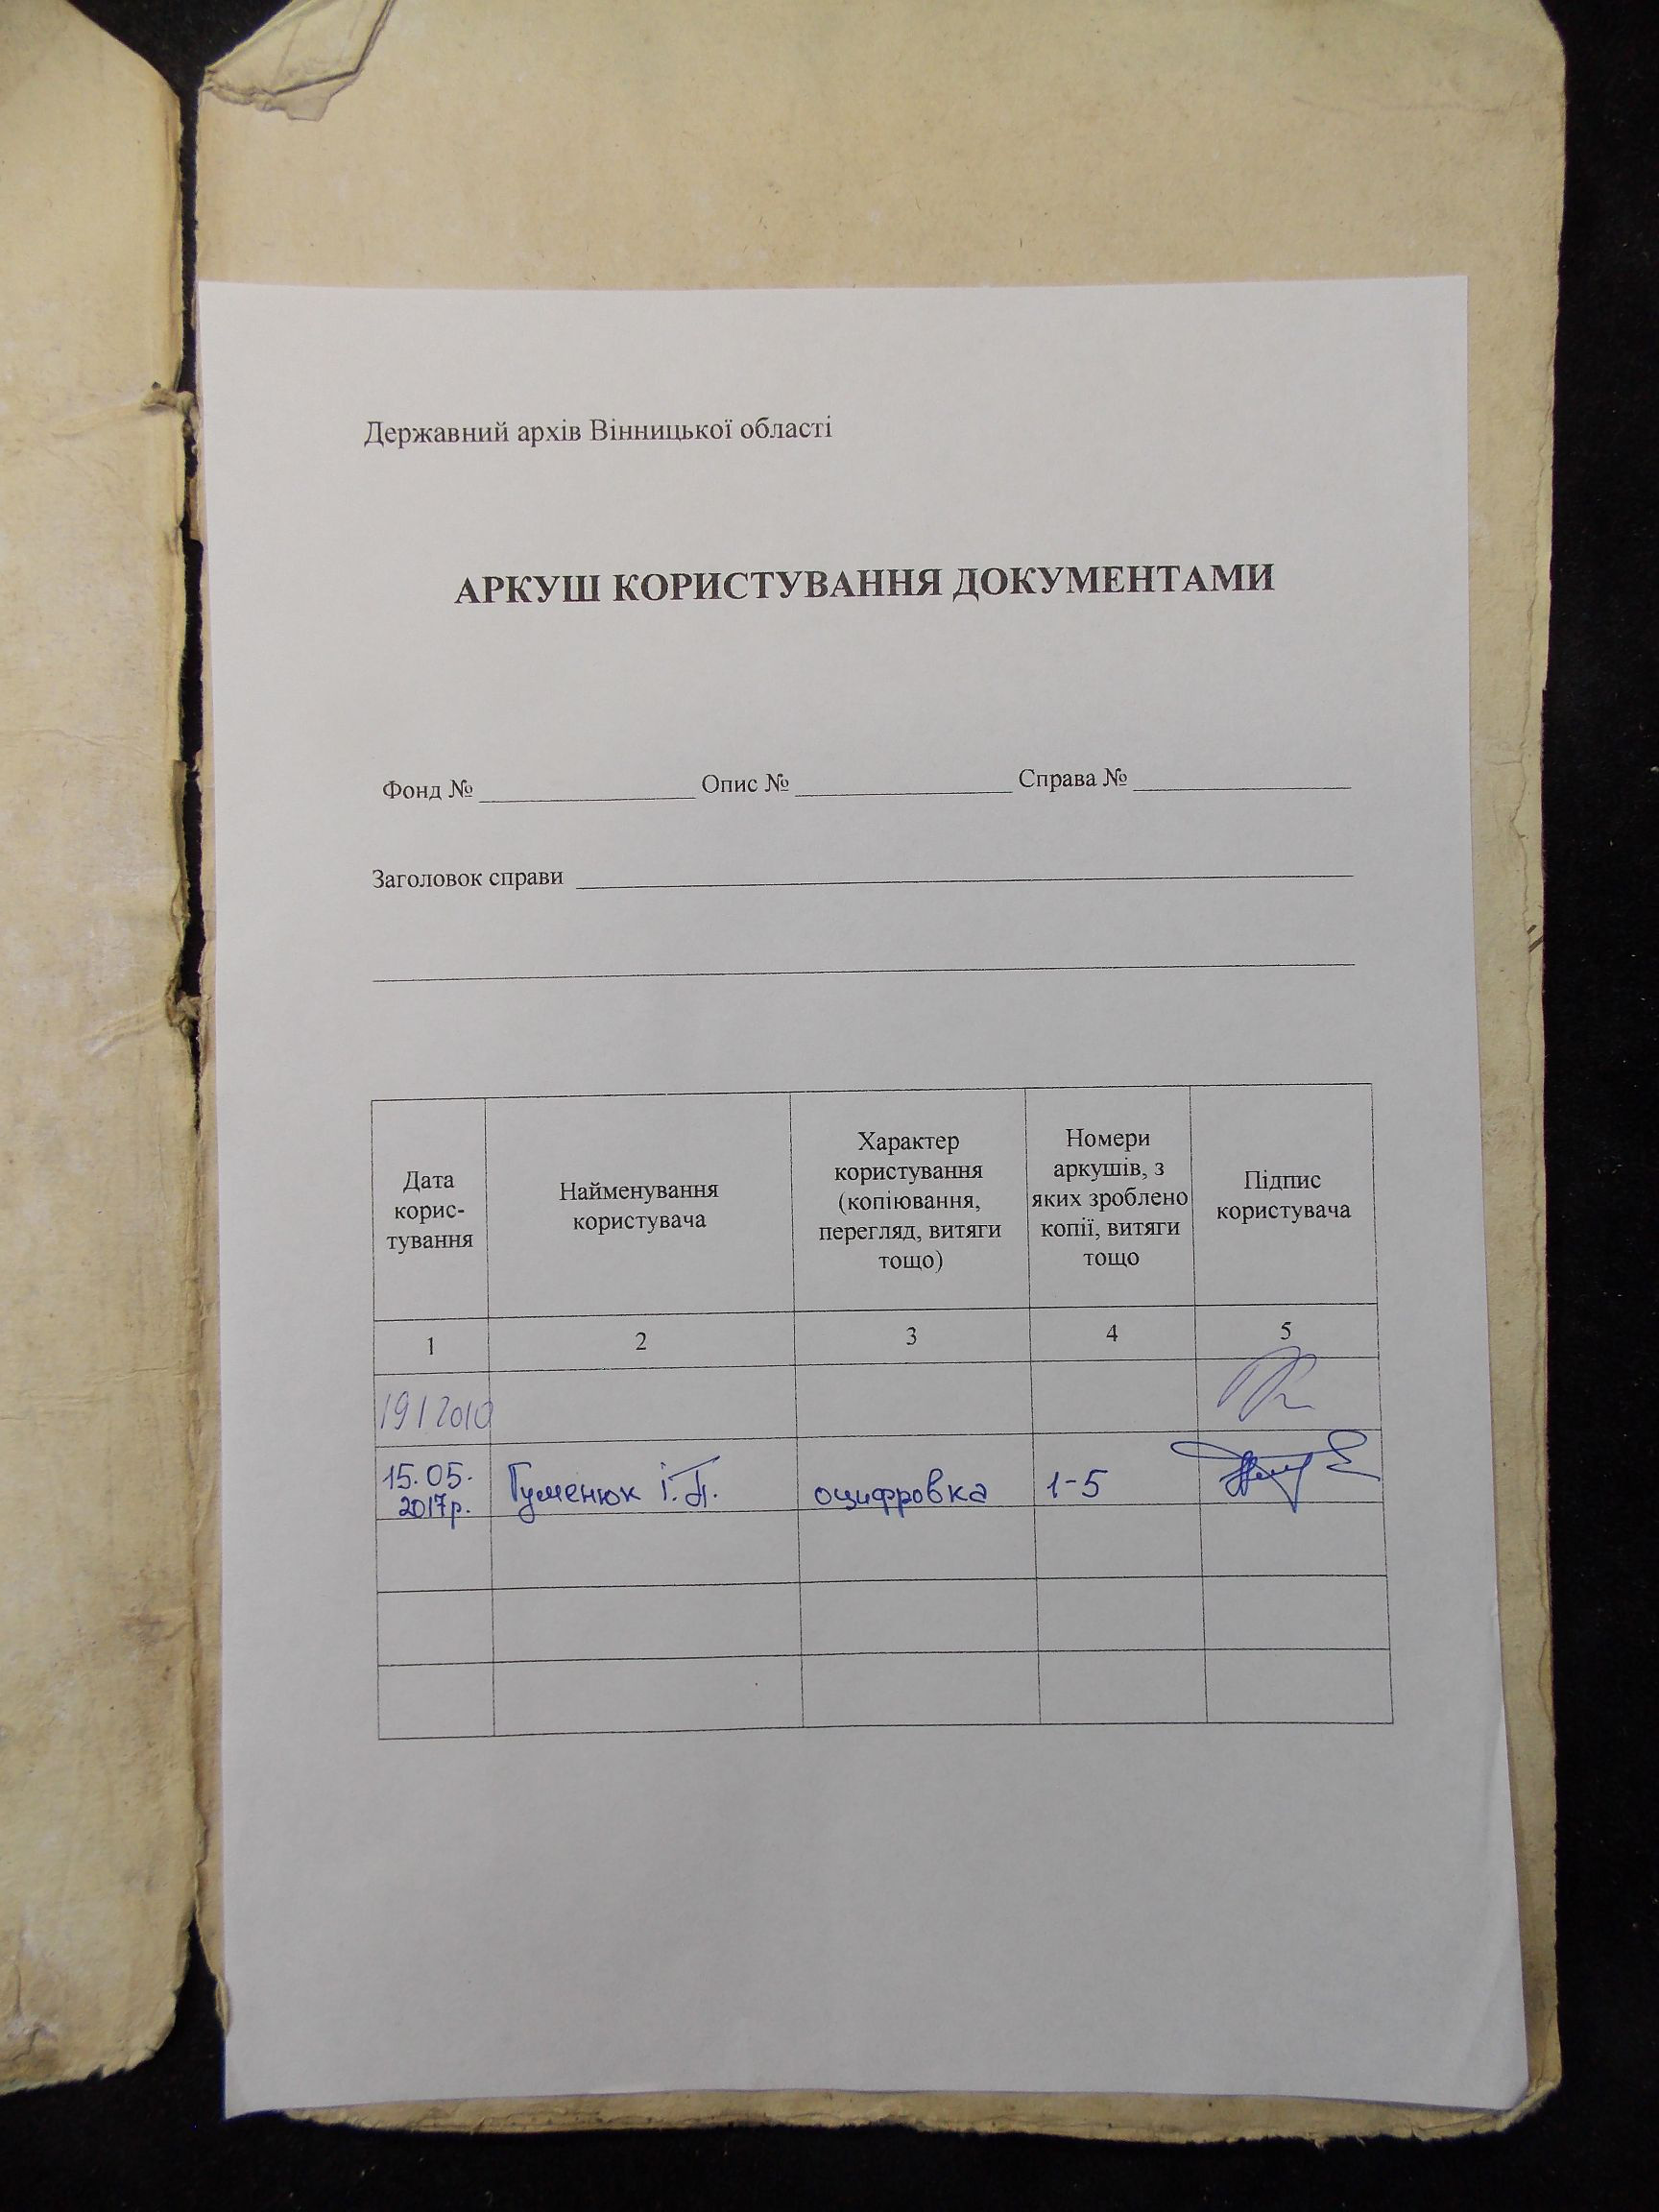 Державний архів Вінницької області
АРКУШ КОРИСТУВАННЯ ДОКУМЕНТАМИ
Фонд № Опис № Справа №
Заголовок справи
Дата корис-
тування
Найменування
користувача
Характер
користування
(копіювання,
перегляд, витяги
тощо)
Номери
аркушів, з
яких зроблено
копії, витяги
тощо
Підпис
користувача
1 2 3 4 5
19 1 2010
15.05.
2017р. Гуменюк І.П. оцифровка 1-5